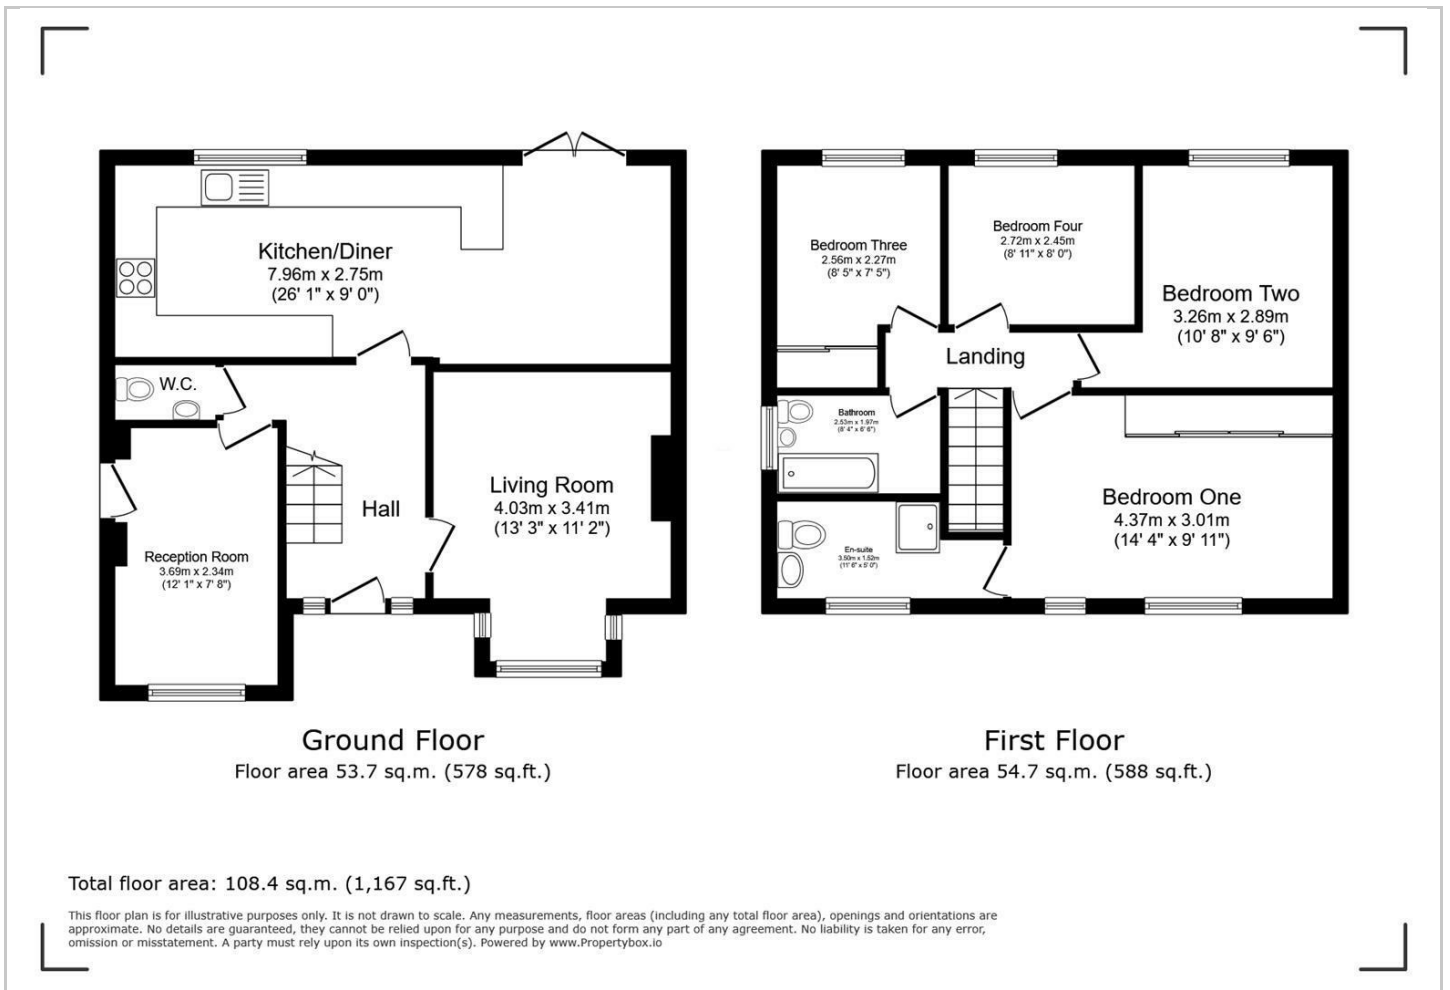 Kitchen/Diner
7.96m x 2.75m
(26' 1" x 9' 0")
W.C.
Hall
Living Room
4.03m x 3.41m
(13' 3" x 11' 2")
Reception Room
3.69m x 2.34m
(12' 1" x 7' 8")
Ground Floor
Floor area 53.7 sq.m. (578 sq.ft.)
Bedroom Three
2.56m x 2.27m
(8' 5" x 7' 5")
Bedroom Four
2.72m x 2.45m
(8' 11" x 8' 0")
Bedroom Two
3.26m x 2.89m
(10' 8" x 9' 6")
Landing
Bathroom
2.53m x 1.97m
(8' 4" x 6' 6")
Bedroom One
4.37m x 3.01m
(14' 4" x 9' 11")
En-suite
3.50m x 1.52m
(11' 6" x 5' 0")
First Floor
Floor area 54.7 sq.m. (588 sq.ft.)
Total floor area: 108.4 sq.m. (1,167 sq.ft.)
This floor plan is for illustrative purposes only. It is not drawn to scale. Any measurements, floor areas (including any total floor area), openings and orientations are
approximate. No details are guaranteed, they cannot be relied upon for any purpose and do not form any part of any agreement. No liability is taken for any error,
omission or misstatement. A party must rely upon its own inspection(s). Powered by www.Propertybox.io